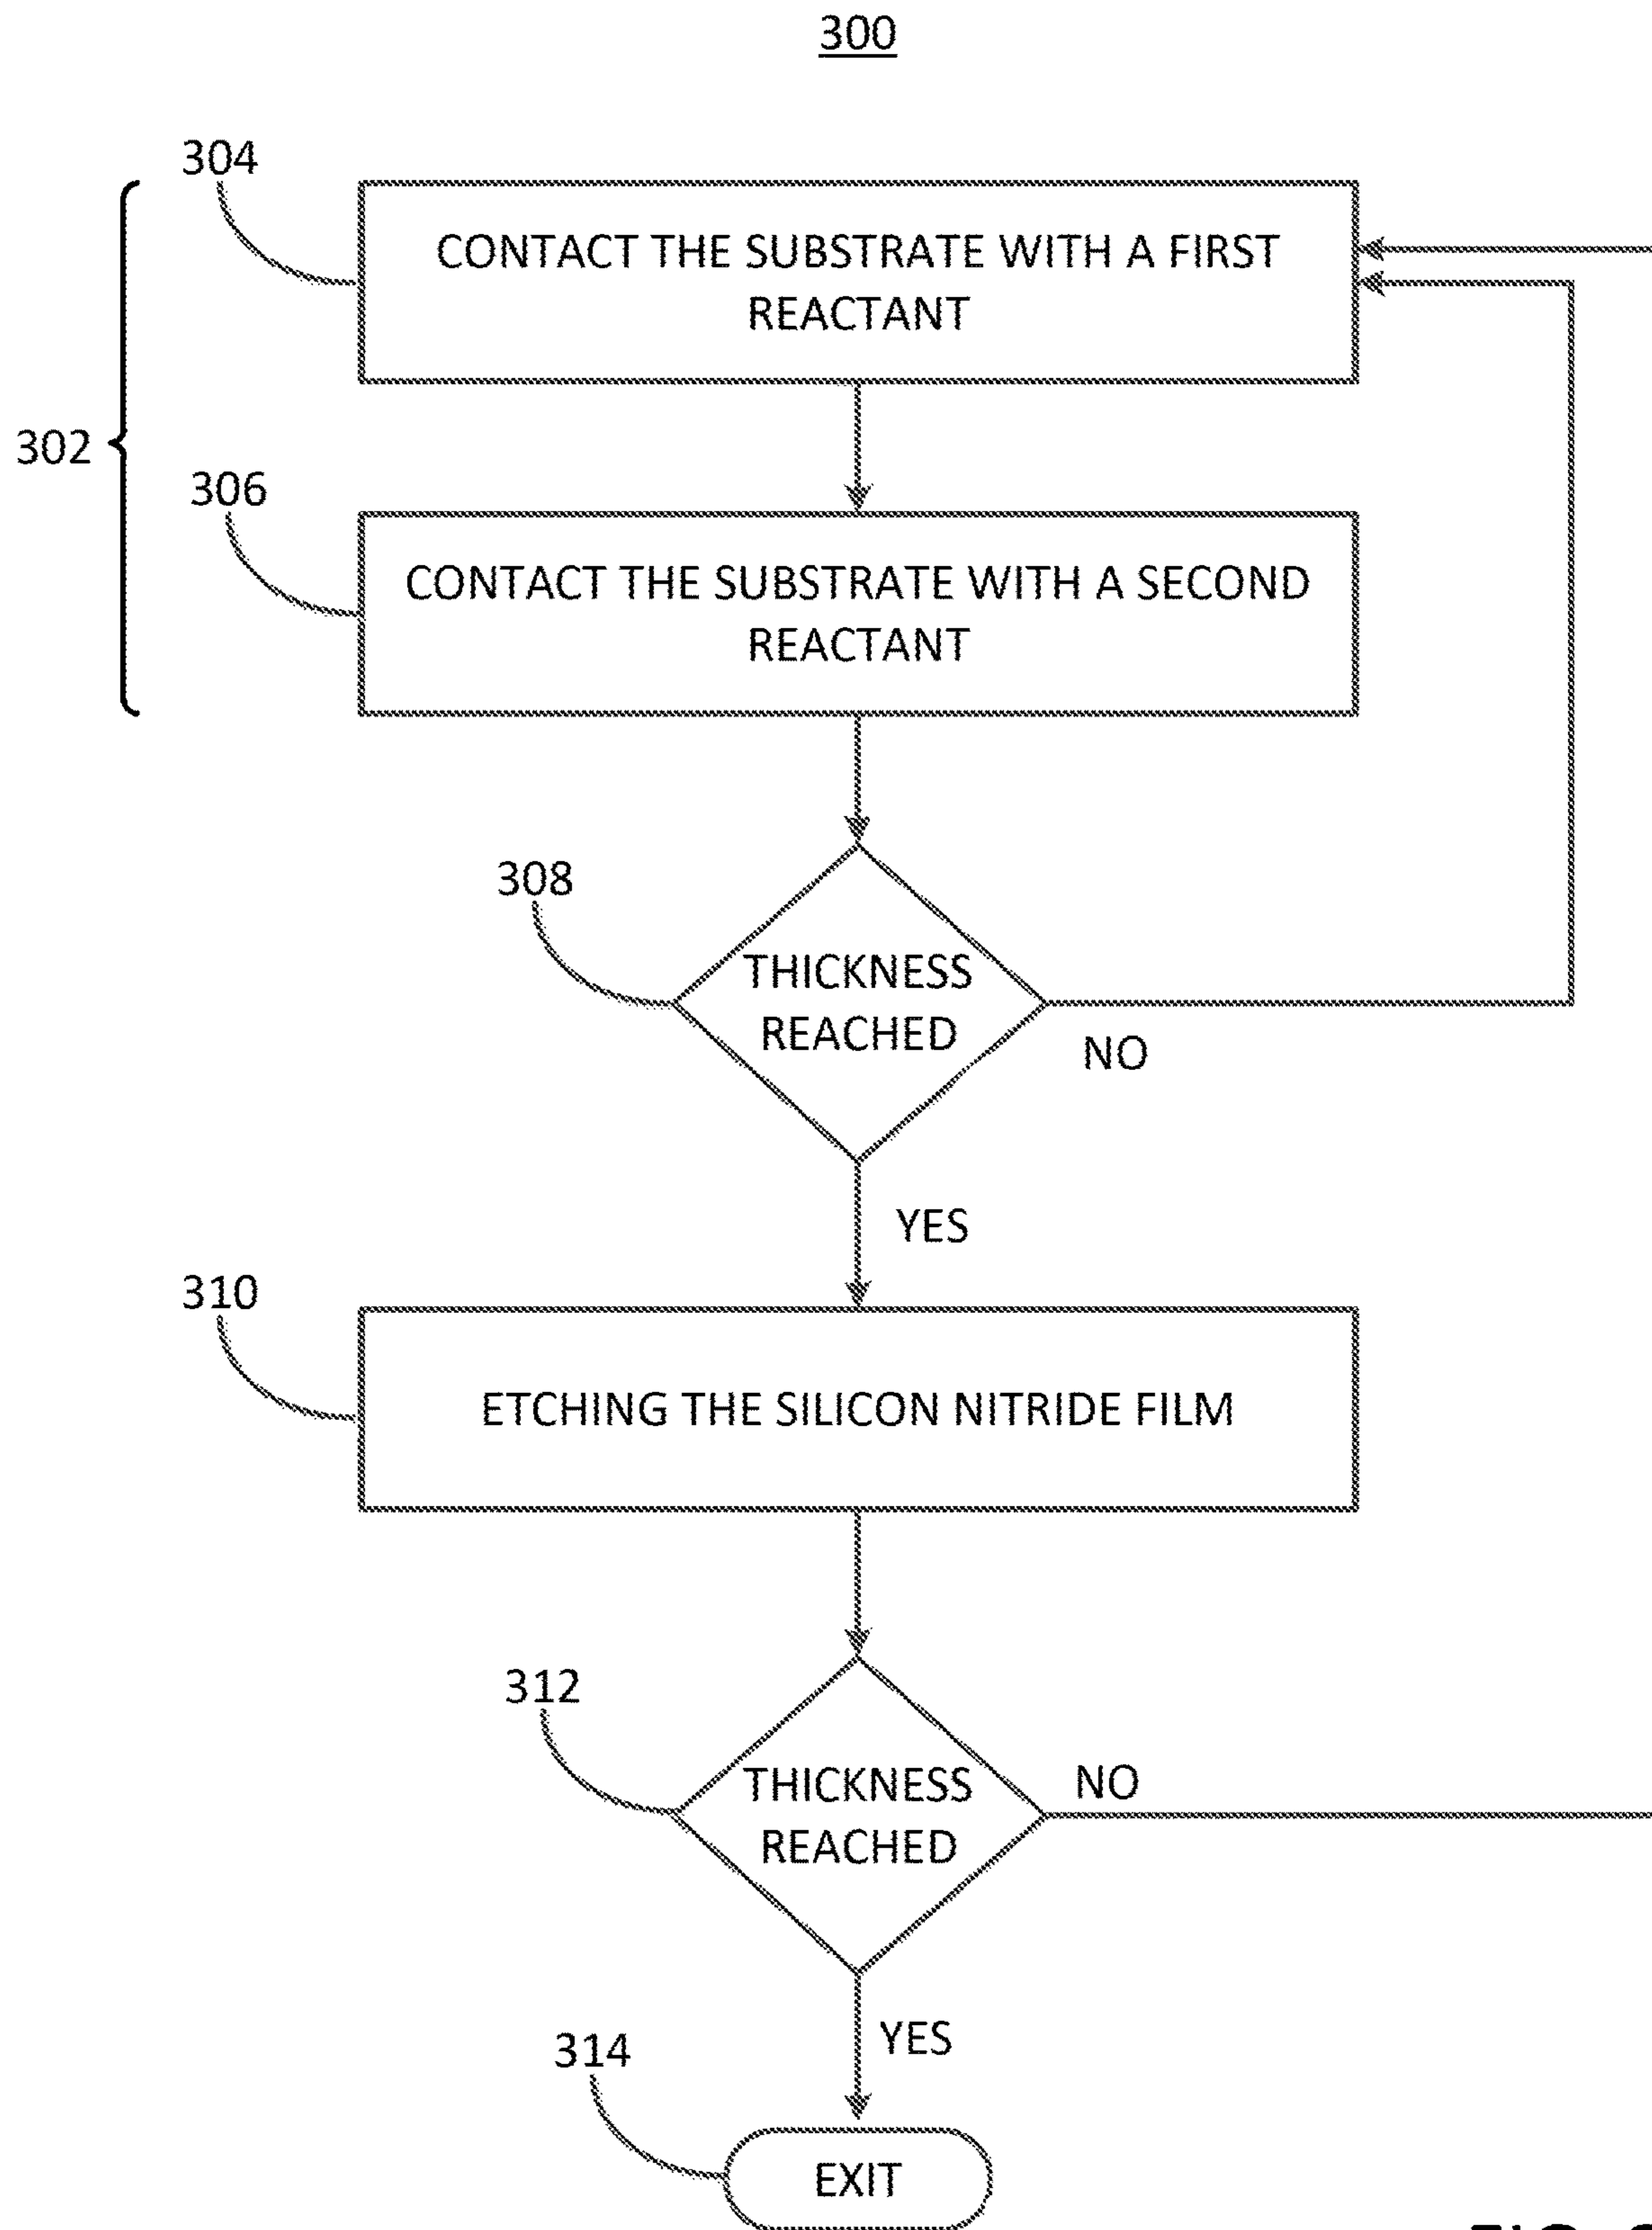 300
304
CONTACT THE SUBSTRATE WITH A FIRST
REACTANT
302
306
CONTACT THE SUBSTRATE WITH A SECOND
REACTANT
308
THICKNESS
REACHED
NO
YES
310
ETCHING THE SILICON NITRIDE FILM
312
THICKNESS
REACHED
NO
YES
314
EXIT